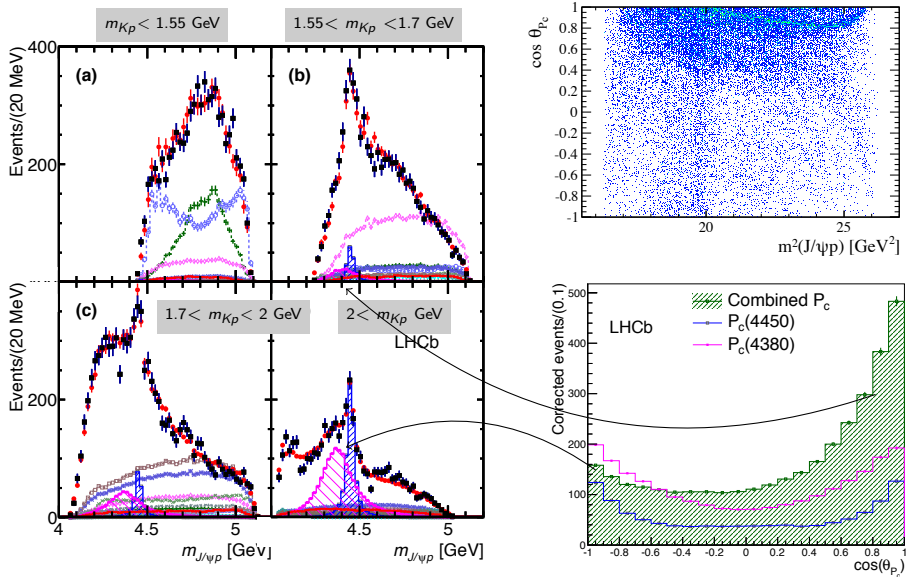 m_Kp < 1.55 GeV
1.55< m_Kp <1.7 GeV
400
(a)
(b)
Events/(20 MeV)
200
(c)
1.7< m_Kp < 2 GeV
2< m_Kp GeV
LHCb
Events/(20 MeV)
200
0
4
4.5
5
4.5
5
m_J/ψp [GeV]
m_J/ψp [GeV]
cos θ_Pc
1
0.8
0.6
0.4
0.2
0
-0.2
-0.4
-0.6
-0.8
-1
20
25
m²(J/ψp) [GeV²]
Corrected events/(0.1)
500
400
300
200
100
0
LHCb
Combined P_c
P_c(4450)
P_c(4380)
-1
-0.8
-0.6
-0.4
-0.2
0
0.2
0.4
0.6
0.8
1
cos(θ_Pc)